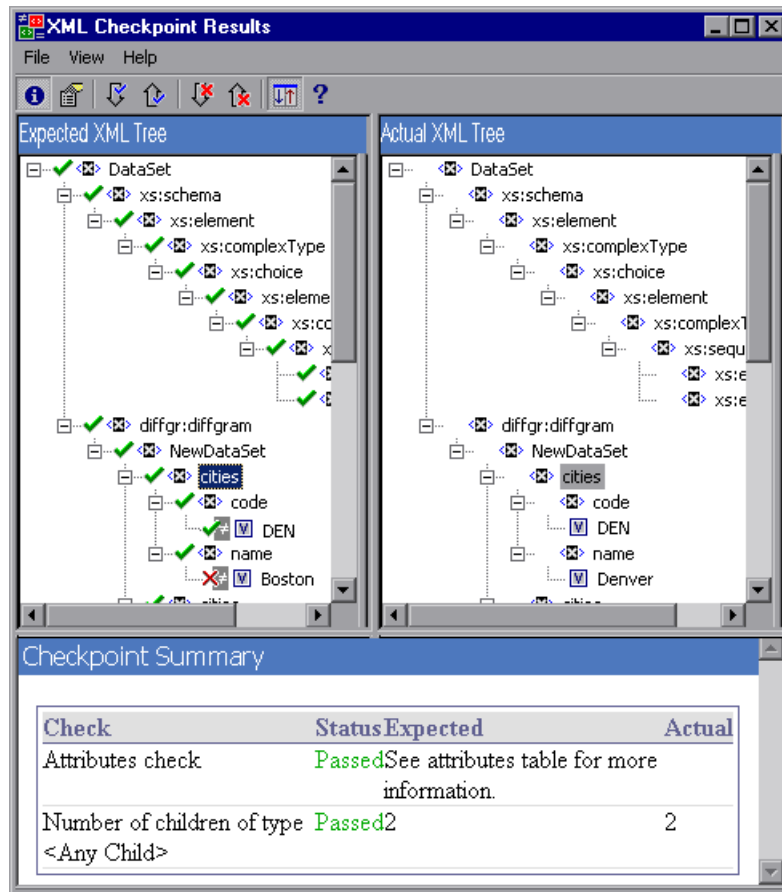 XML Checkpoint Results
File View Help
Expected XML Tree
DataSet
xs:schema
xs:element
xs:complexType
xs:choice
xs:eleme
xs:cc
x
diffgr:diffgram
NewDataSet
cities
code
DEN
name
Boston
Actual XML Tree
DataSet
xs:schema
xs:element
xs:complexType
xs:choice
xs:element
xs:complexT
xs:sequ
xs:e
xs:e
diffgr:diffgram
NewDataSet
cities
code
DEN
name
Denver
Checkpoint Summary
Check Status Expected Actual
Attributes check Passed See attributes table for more
information.
Number of children of type Passed 2 2
<Any Child>